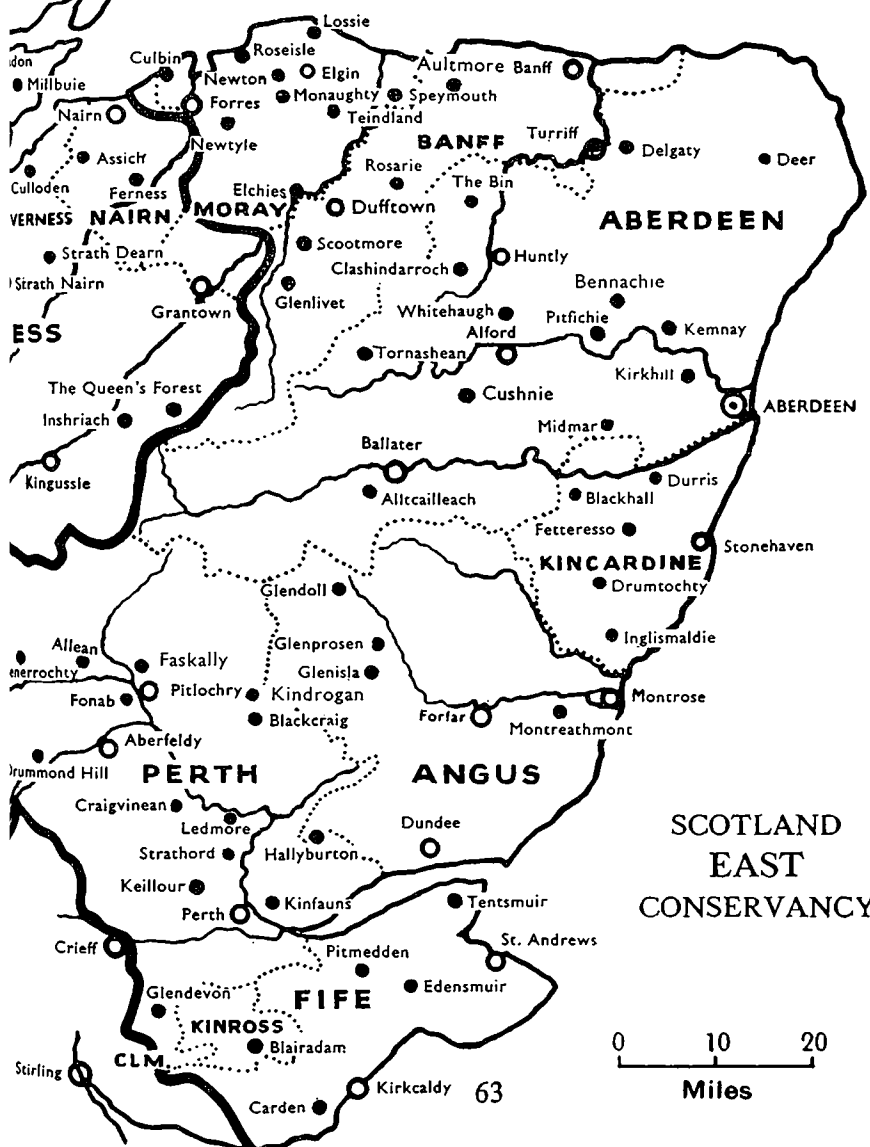 Lossie
Roseisle
Culbin
Millbuie
Newton
Elgin
Aultmore
Banff
Monaughty
Speymouth
Forres
Nairn
Teindland
Newtyle
BANFF
Turriff
Delgaty
Deer
Assich
Rosarie
Culloden
Ferness
Elchies
The Bin
VERNESS
NAIRN
MORAY
Dufftown
ABERDEEN
Strath Dearn
Scootmore
Huntly
Clashindarroch
Strath Nairn
Glenlivet
Bennachie
Grantown
Whitehaugh
Pitfichie
ESS
Alford
Kemnay
Tornashean
Kirkhill
The Queen's Forest
Cushnie
ABERDEEN
Inshriach
Midmar
Ballater
Kingussie
Durris
Alltcailleach
Blackhall
Fetteresso
Stonehaven
KINCARDINE
Drumtochty
Glendoll
Inglismaldie
Allean
Glenprosen
enerrochty
Faskally
Glenisla
Pitlochry
Kindrogan
Montrose
Fonab
Blackcraig
Forfar
Montreathmont
Aberfeldy
Drummond Hill
PERTH
ANGUS
Craigvinean
Ledmore
Dundee
SCOTLAND
EAST
CONSERVANCY
Strathord
Hallyburton
Keillour
Perth
Kinfauns
Tentsmuir
Crieff
St. Andrews
Pitmedden
Glendevon
FIFE
Edensmuir
KINROSS
Blairadam
CLM
Stirling
0 10 20
Miles
Kirkcaldy
63
Carden